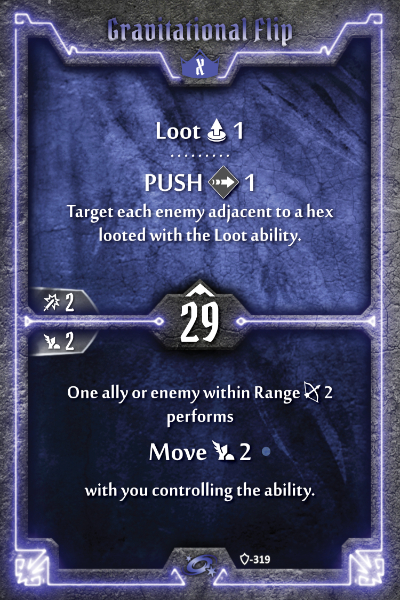 Gravitational Flip
X
Loot 1
PUSH 1
Target each enemy adjacent to a hex
looted with the Loot ability.
2
29
2
One ally or enemy within Range 2
performs
Move 2
with you controlling the ability.
-319